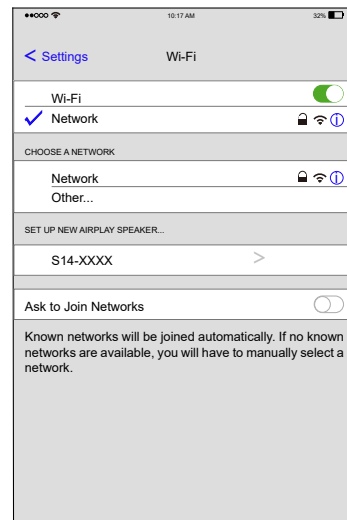 10:17 AM
32%
< Settings
Wi-Fi
Wi-Fi
Network
CHOOSE A NETWORK
Network
Other...
SET UP NEW AIRPLAY SPEAKER...
S14-XXXX
Ask to Join Networks
Known networks will be joined automatically. If no known
networks are available, you will have to manually select a
network.